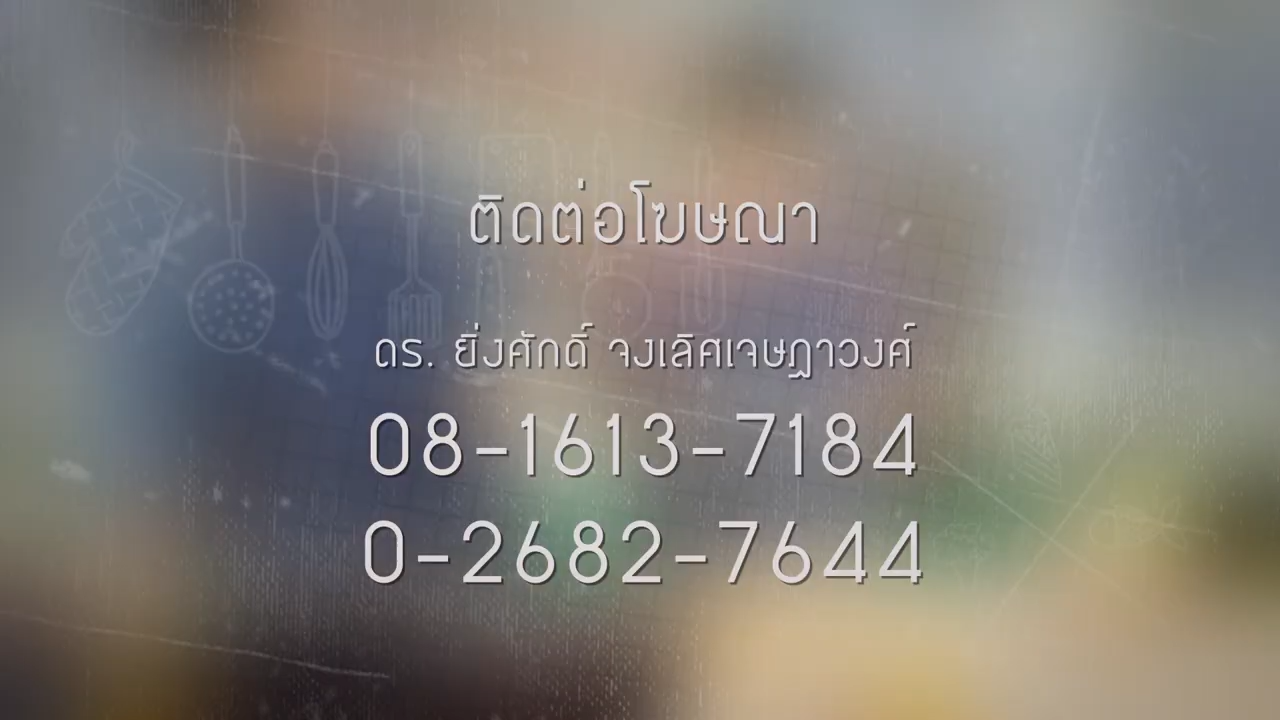 ติดต่อโฆษณา
ดร. ยิ่งศักดิ์ จงเลิศเจษฎาวงศ์
08-1613-7184
0-2682-7644